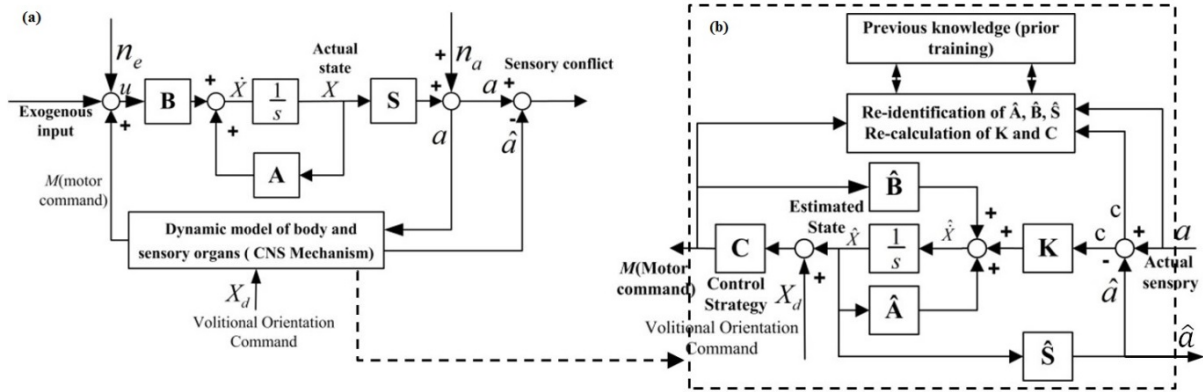 (a)
n_e
u
Exogenous
input
B
Ẋ
1
s
Actual
state
X
S
n_a
a
Sensory conflict
a
â
A
M(motor
command)
Dynamic model of body and
sensory organs ( CNS Mechanism)
X_d
Volitional Orientation
Command
(b)
Previous knowledge (prior
training)
Re-identification of Â, B̂, Ŝ
Re-calculation of K and C
B̂
Estimated
State
X̂
1
s
Ẋ̂
K
c
c
a
Actual
sensory
â
C
Control
Strategy
M(Motor
command)
X_d
Volitional Orientation
Command
Â
Ŝ
â
+
+
+
+
+
+
-
+
+
+
+
+
-